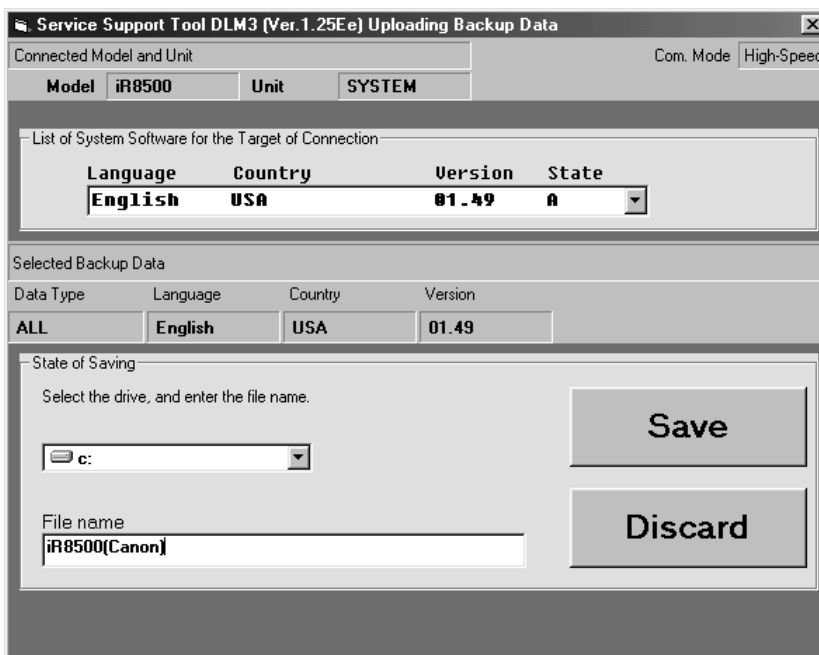 Service Support Tool DLM3 (Ver.1.25Ee) Uploading Backup Data
Connected Model and Unit Com. Mode High-Speed
Model iR8500 Unit SYSTEM
List of System Software for the Target of Connection
Language Country Version State
English USA 01.49 A
Selected Backup Data
Data Type Language Country Version
ALL English USA 01.49
State of Saving
Select the drive, and enter the file name.
c:
Save
File name
iR8500(Canon)
Discard